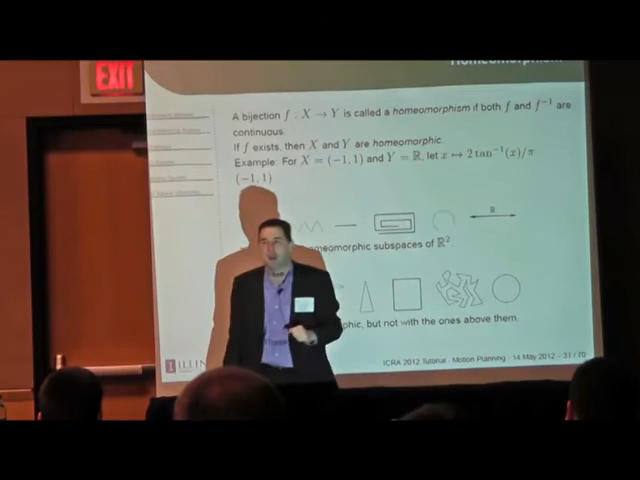 EXIT
Homeomorphism
A bijection f : X → Y is called a homeomorphism if both f and f⁻¹ are
continuous.
If f exists, then X and Y are homeomorphic.
Example: For X = (−1, 1) and Y = ℝ, let x ↦ 2 tan⁻¹(x)/π
(−1, 1)
R
omeomorphic subspaces of ℝ².
phic, but not with the ones above them.
I ILLIN
ICRA 2012 Tutorial - Motion Planning - 14 May 2012 – 31 / 70